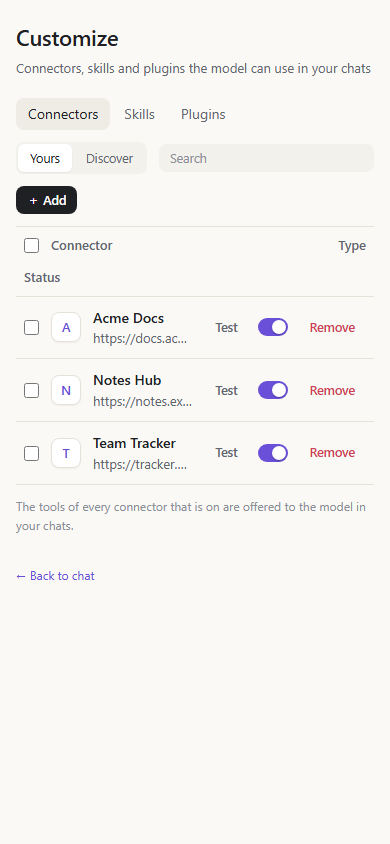 Customize
Connectors, skills and plugins the model can use in your chats
Connectors Skills Plugins
Yours Discover Search
+ Add
Connector Type
Status
A Acme Docs
https://docs.ac... Test Remove
N Notes Hub
https://notes.ex... Test Remove
T Team Tracker
https://tracker.... Test Remove
The tools of every connector that is on are offered to the model in
your chats.
← Back to chat